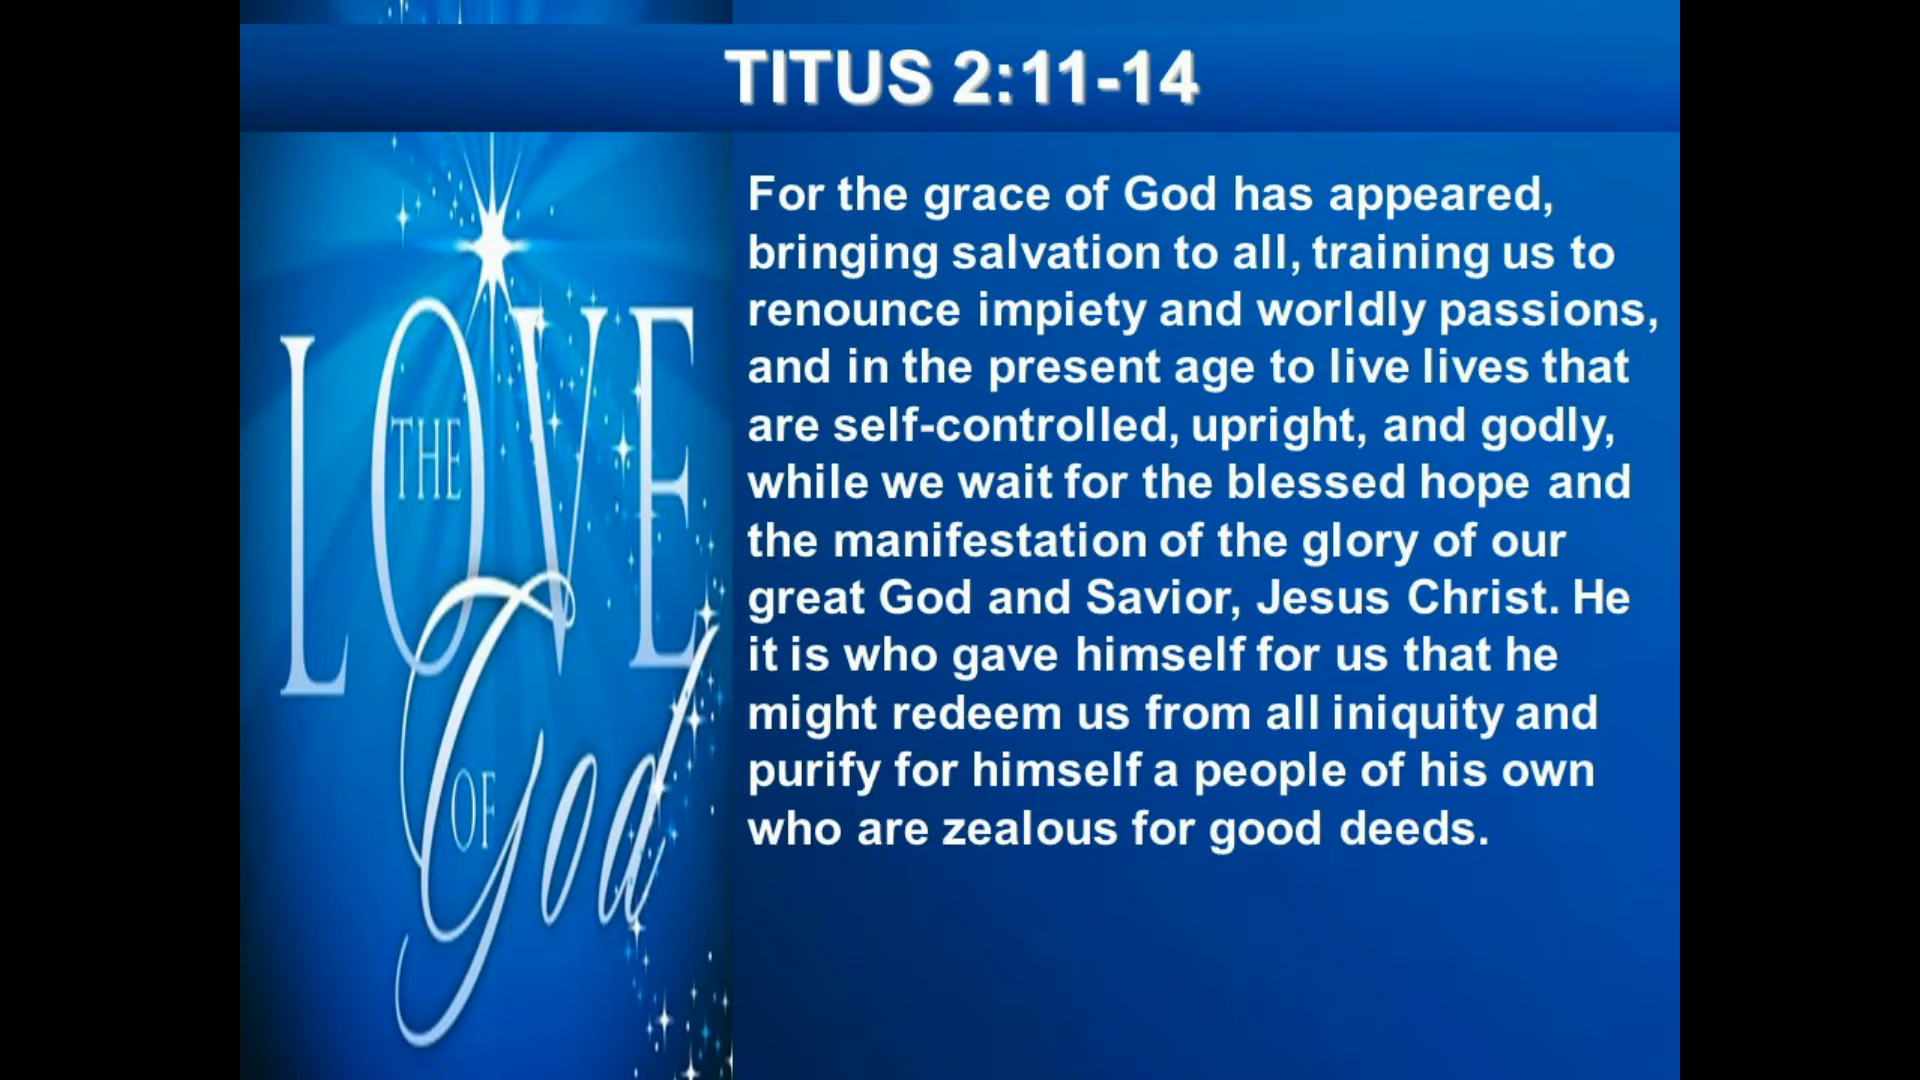 TITUS 2:11-14
LOVE
THE
God
OF
For the grace of God has appeared,
bringing salvation to all, training us to
renounce impiety and worldly passions,
and in the present age to live lives that
are self-controlled, upright, and godly,
while we wait for the blessed hope and
the manifestation of the glory of our
great God and Savior, Jesus Christ. He
it is who gave himself for us that he
might redeem us from all iniquity and
purify for himself a people of his own
who are zealous for good deeds.